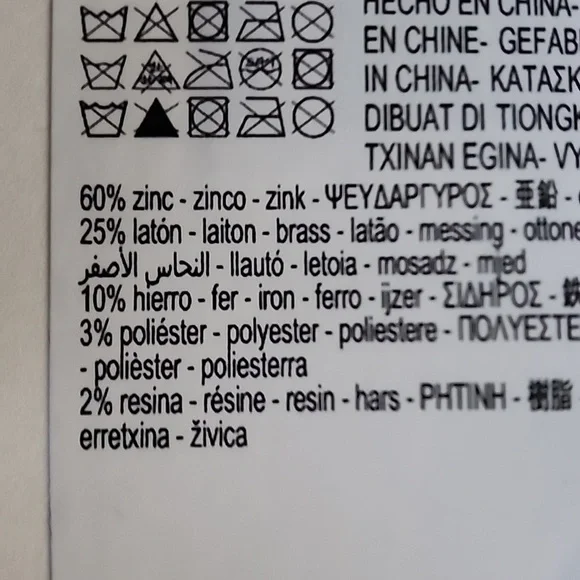 HECHO EN CHINA-
EN CHINE- GEFAB
IN CHINA- ΚΑΤΑΣΚ
DIBUAT DI TIONGK
TXINAN EGINA- VY
60% zinc - zinco - zink - ΨΕΥΔΑΡΓΥΡΟΣ - 亜鉛 -
25% latón - laiton - brass - latão - messing - ottone
النحاس الأصفر - llautó - letoia - mosadz - mjed
10% hierro - fer - iron - ferro - ijzer - ΣΙΔΗΡΟΣ - 鉄
3% poliéster - polyester - poliestere - ΠΟΛΥΕΣΤΕ
- polièster - poliesterra
2% resina - résine - resin - hars - ΡΗΤΙΝΗ - 樹脂
erretxina - živica